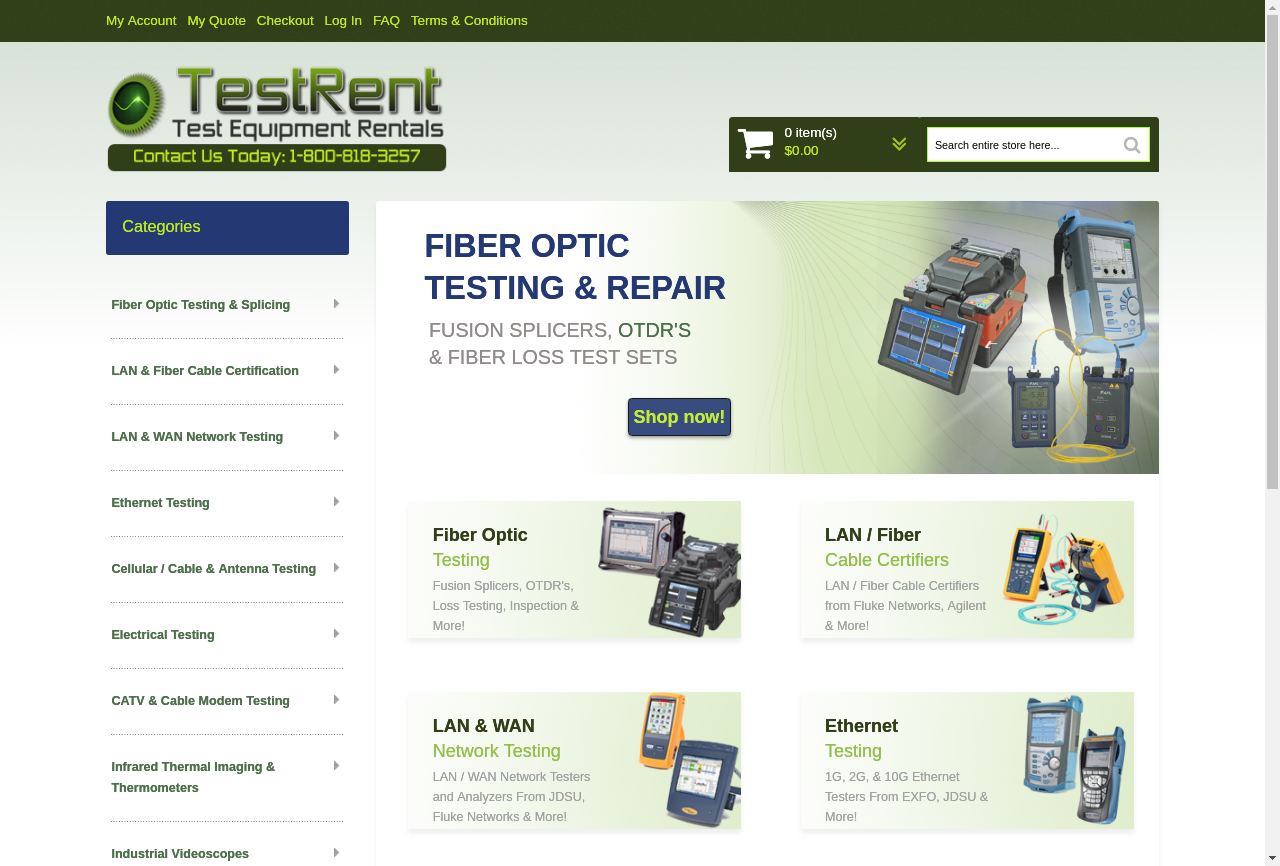 My Account My Quote Checkout Log In FAQ Terms & Conditions
TestRent
Test Equipment Rentals
Contact Us Today: 1-800-818-3257
0 item(s)
$0.00
Search entire store here...
Categories
Fiber Optic Testing & Splicing
LAN & Fiber Cable Certification
LAN & WAN Network Testing
Ethernet Testing
Cellular / Cable & Antenna Testing
Electrical Testing
CATV & Cable Modem Testing
Infrared Thermal Imaging &
Thermometers
Industrial Videoscopes
FIBER OPTIC
TESTING & REPAIR
FUSION SPLICERS, OTDR'S
& FIBER LOSS TEST SETS
Shop now!
Fiber Optic
Testing
Fusion Splicers, OTDR's,
Loss Testing, Inspection &
More!
LAN / Fiber
Cable Certifiers
LAN / Fiber Cable Certifiers
from Fluke Networks, Agilent
& More!
LAN & WAN
Network Testing
LAN / WAN Network Testers
and Analyzers From JDSU,
Fluke Networks & More!
Ethernet
Testing
1G, 2G, & 10G Ethernet
Testers From EXFO, JDSU &
More!